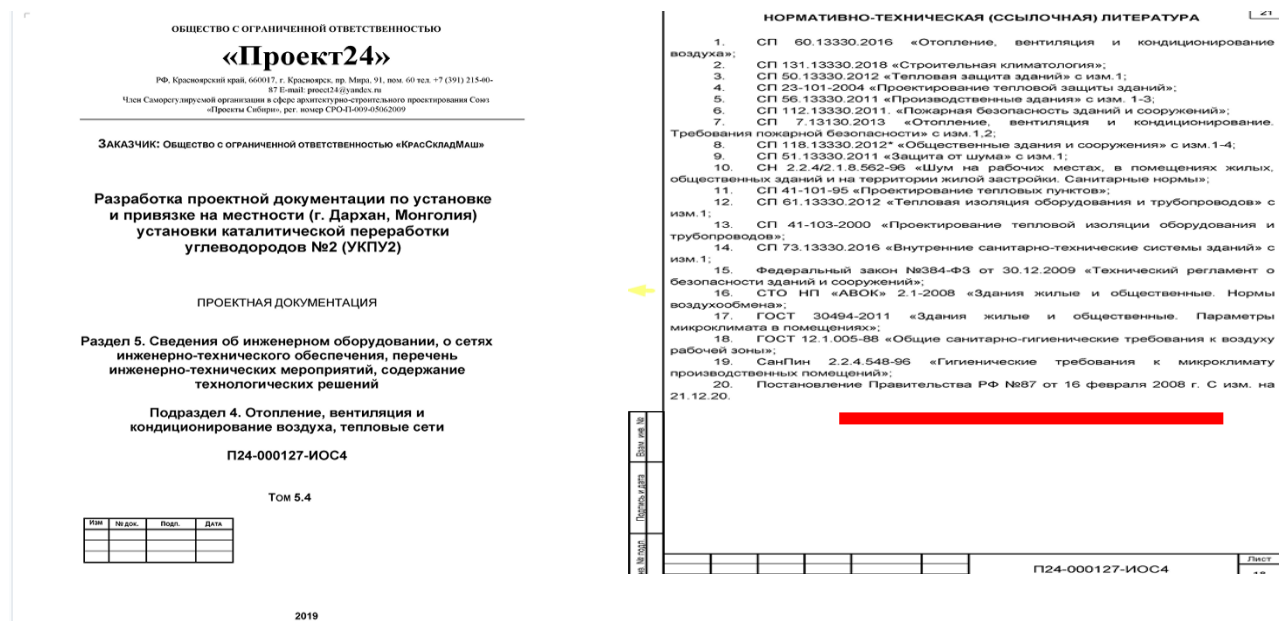 ОБЩЕСТВО С ОГРАНИЧЕННОЙ ОТВЕТСТВЕННОСТЬЮ
«Проект24»
РФ, Красноярский край, 660017, г. Красноярск, пр. Мира, 91, пом. 60 тел. +7 (391) 215-00-
87 E-mail: proect24@yandex.ru
Член Саморегулируемой организации в сфере архитектурно-строительного проектирования Союз
«Проекты Сибири», рег. номер СРО-П-009-05062009
ЗАКАЗЧИК: ОБЩЕСТВО С ОГРАНИЧЕННОЙ ОТВЕТСТВЕННОСТЬЮ «КРАССКЛАДМАШ»
Разработка проектной документации по установке
и привязке на местности (г. Дархан, Монголия)
установки каталитической переработки
углеводородов №2 (УКПУ2)
ПРОЕКТНАЯ ДОКУМЕНТАЦИЯ
Раздел 5. Сведения об инженерном оборудовании, о сетях
инженерно-технического обеспечения, перечень
инженерно-технических мероприятий, содержание
технологических решений
Подраздел 4. Отопление, вентиляция и
кондиционирование воздуха, тепловые сети
П24-000127-ИОС4
ТОМ 5.4
ИЗМ № ДОК. ПОДП. ДАТА
2019
21
НОРМАТИВНО-ТЕХНИЧЕСКАЯ (ССЫЛОЧНАЯ) ЛИТЕРАТУРА
1. СП 60.13330.2016 «Отопление, вентиляция и кондиционирование
воздуха»;
2. СП 131.13330.2018 «Строительная климатология»;
3. СП 50.13330.2012 «Тепловая защита зданий» с изм.1;
4. СП 23-101-2004 «Проектирование тепловой защиты зданий»;
5. СП 56.13330.2011 «Производственные здания» с изм. 1-3;
6. СП 112.13330.2011. «Пожарная безопасность зданий и сооружений»;
7. СП 7.13130.2013 «Отопление, вентиляция и кондиционирование.
Требования пожарной безопасности» с изм.1,2;
8. СП 118.13330.2012* «Общественные здания и сооружения» с изм.1-4;
9. СП 51.13330.2011 «Защита от шума» с изм.1;
10. СН 2.2.4/2.1.8.562-96 «Шум на рабочих местах, в помещениях жилых,
общественных зданий и на территории жилой застройки. Санитарные нормы»;
11. СП 41-101-95 «Проектирование тепловых пунктов»;
12. СП 61.13330.2012 «Тепловая изоляция оборудования и трубопроводов» с
изм.1;
13. СП 41-103-2000 «Проектирование тепловой изоляции оборудования и
трубопроводов»;
14. СП 73.13330.2016 «Внутренние санитарно-технические системы зданий» с
изм.1;
15. Федеральный закон №384-ФЗ от 30.12.2009 «Технический регламент о
безопасности зданий и сооружений»;
16. СТО НП «АВОК» 2.1-2008 «Здания жилые и общественные. Нормы
воздухообмена»;
17. ГОСТ 30494-2011 «Здания жилые и общественные. Параметры
микроклимата в помещениях»;
18. ГОСТ 12.1.005-88 «Общие санитарно-гигиенические требования к воздуху
рабочей зоны»;
19. СанПин 2.2.4.548-96 «Гигиенические требования к микроклимату
производственных помещений»;
20. Постановление Правительства РФ №87 от 16 февраля 2008 г. С изм. на
21.12.20.
Взам. инв. №
Подпись и дата
№ подл.
П24-000127-ИОС4
Лист